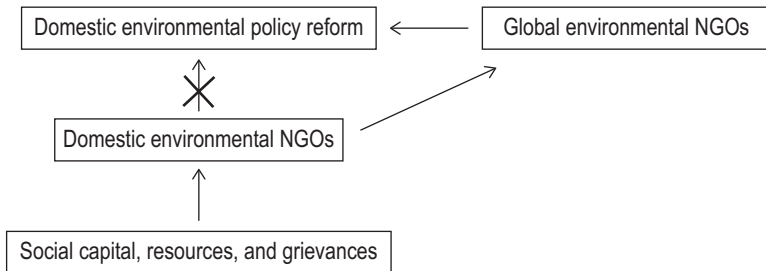 Domestic environmental policy reform
Global environmental NGOs
Domestic environmental NGOs
Social capital, resources, and grievances